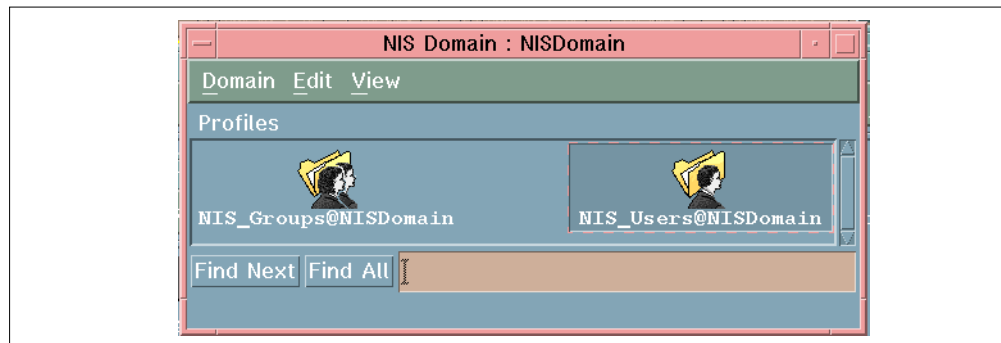 NIS Domain : NISDomain
Domain Edit View
Profiles
NIS_Groups@NISDomain NIS_Users@NISDomain
Find Next Find All